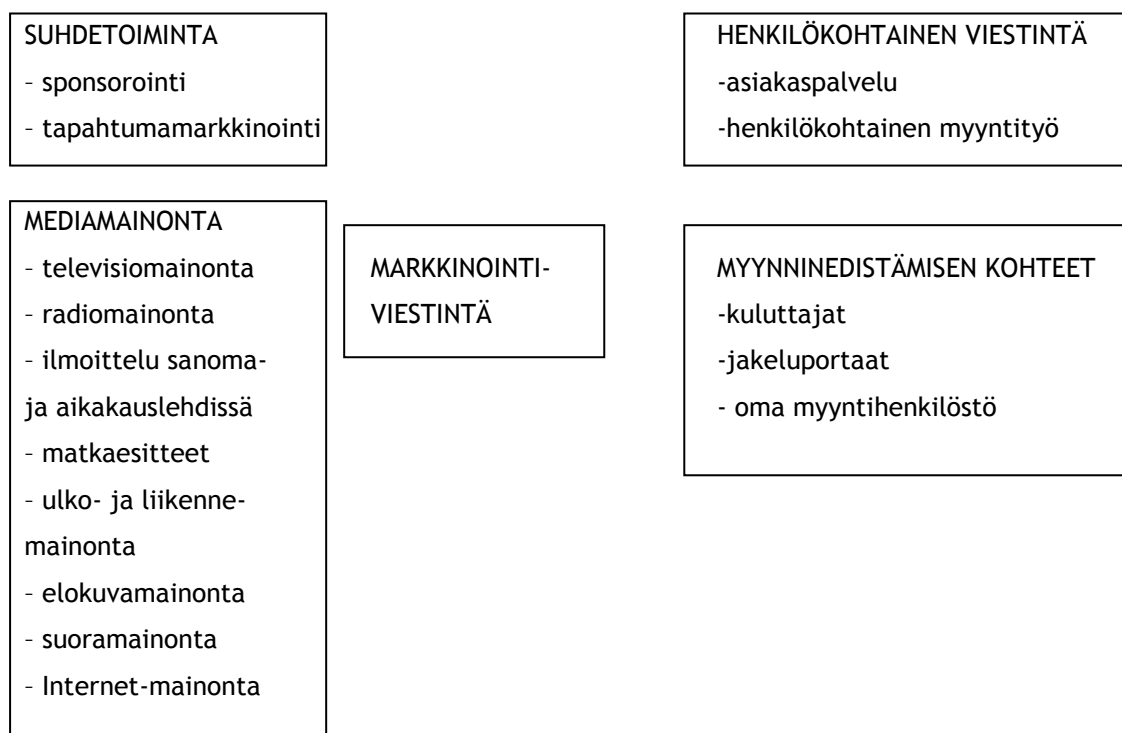 SUHDETOIMINTA
– sponsorointi
– tapahtumamarkkinointi
HENKILÖKOHTAINEN VIESTINTÄ
-asiakaspalvelu
-henkilökohtainen myyntityö
MEDIAMAINONTA
– televisiomainonta
– radiomainonta
– ilmoittelu sanoma-
ja aikakauslehdissä
– matkaesitteet
– ulko- ja liikenne-
mainonta
– elokuvamainonta
– suoramainonta
– Internet-mainonta
MARKKINOINTI-
VIESTINTÄ
MYYNNINEDISTÄMISEN KOHTEET
-kuluttajat
-jakeluportaat
- oma myyntihenkilöstö